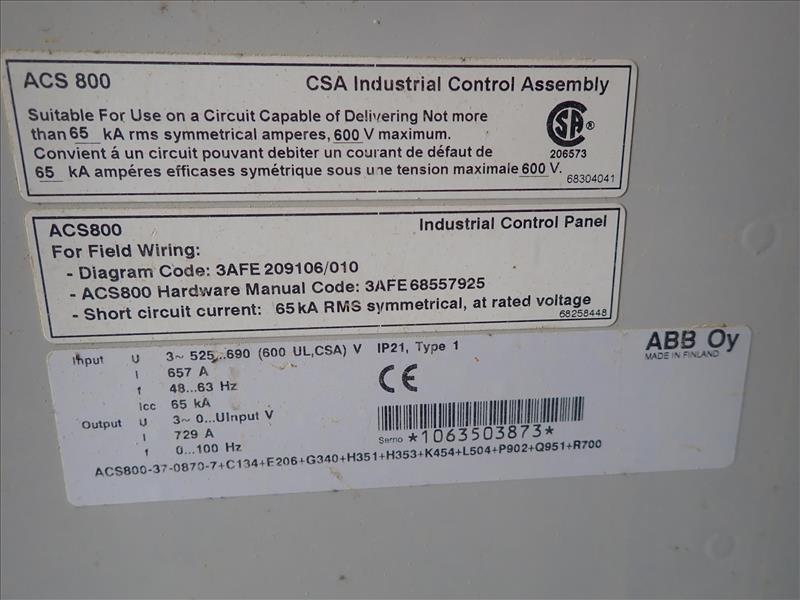 ACS 800 CSA Industrial Control Assembly
Suitable For Use on a Circuit Capable of Delivering Not more
than 65 kA rms symmetrical amperes, 600 V maximum.
Convient á un circuit pouvant debiter un courant de défaut de
65 kA ampéres efficases symétrique sous une tension maximale 600 V.
SA ®
206573
68304041
ACS800 Industrial Control Panel
For Field Wiring:
- Diagram Code: 3AFE 209106/010
- ACS800 Hardware Manual Code: 3AFE 68557925
- Short circuit current: 65 kA RMS symmetrical, at rated voltage
68258448
Input U 3~ 525...690 (600 UL,CSA) V IP21, Type 1
I 657 A
f 48...63 Hz
Icc 65 kA
Output U 3~ 0...Uinput V
I 729 A
f 0...100 Hz
CE
ABB Oy
MADE IN FINLAND
Serno *1063503873*
ACS800-37-0870-7+C134+E206+G340+H351+H353+K454+L504+P902+Q951+R700